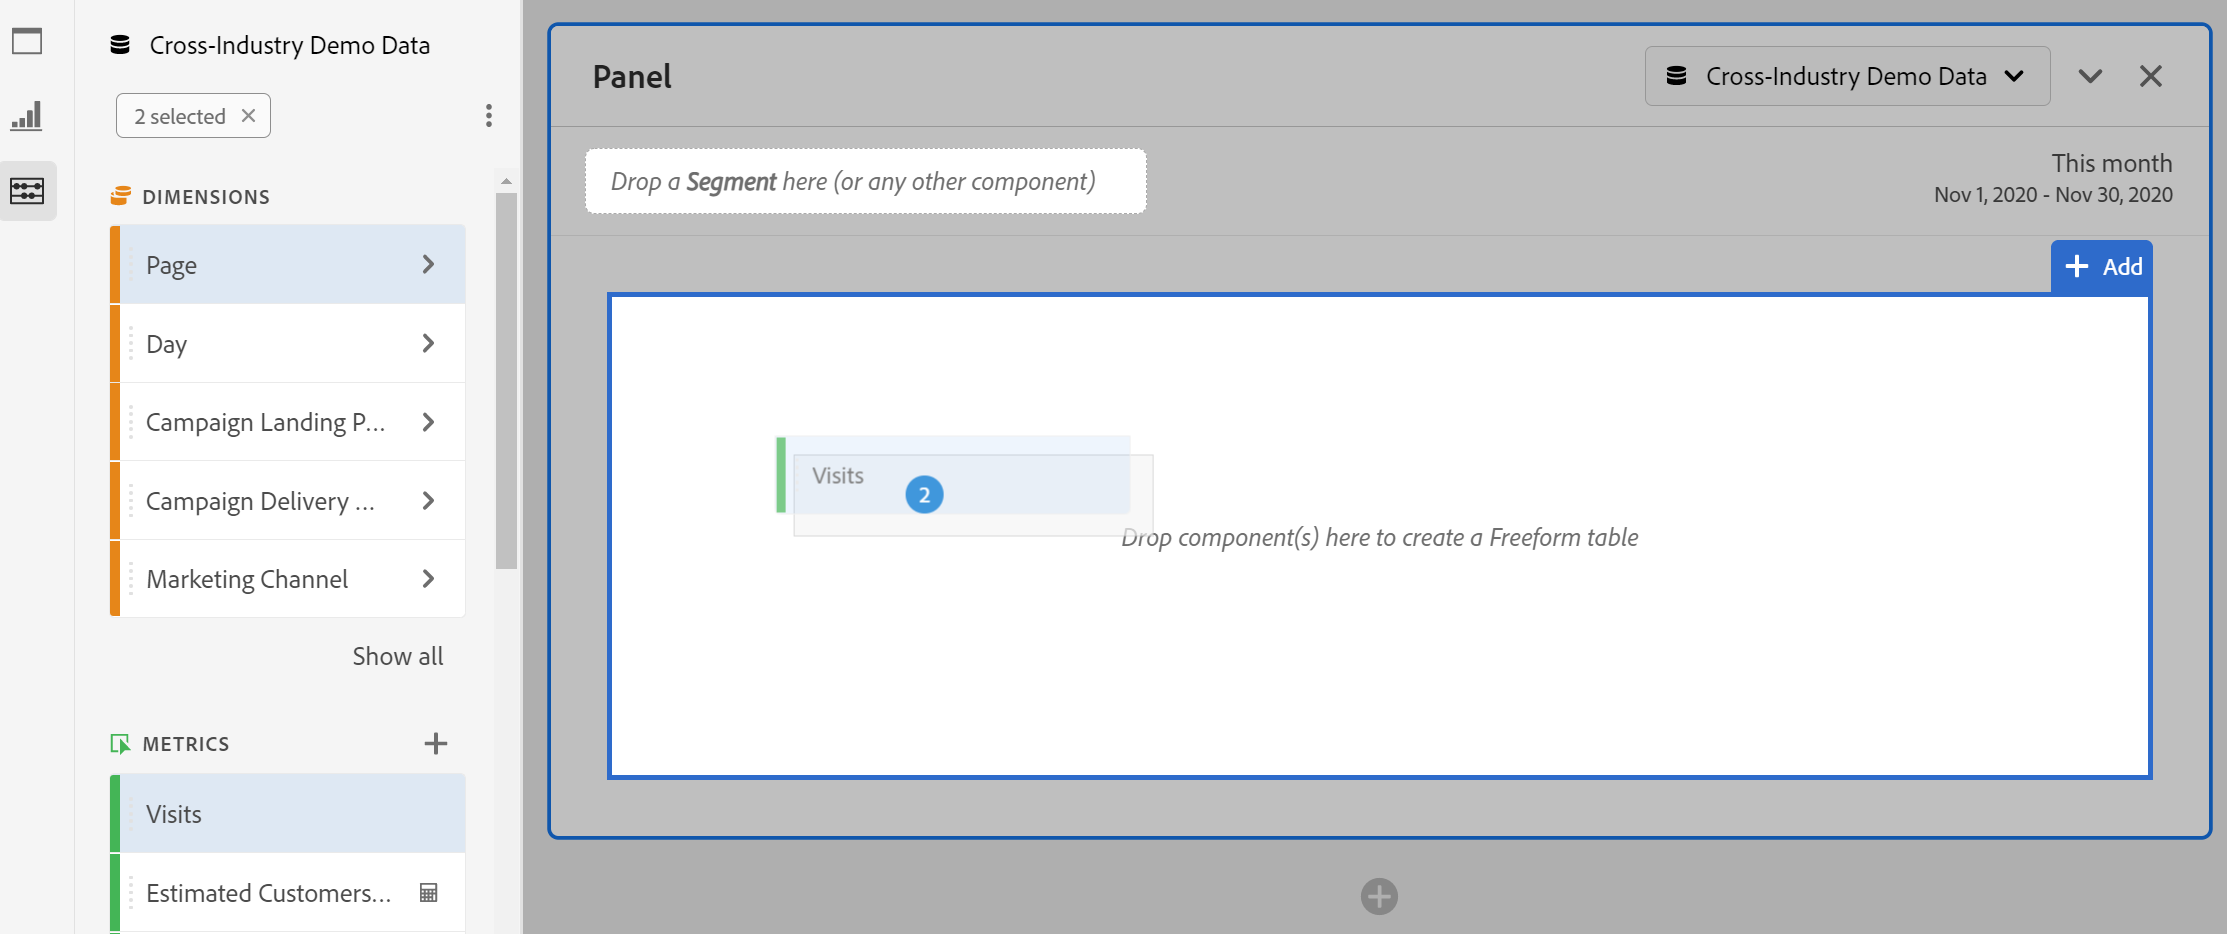 Cross-Industry Demo Data
2 selected
DIMENSIONS
Page
Day
Campaign Landing P...
Campaign Delivery ...
Marketing Channel
Show all
METRICS
Visits
Estimated Customers...
Panel
Cross-Industry Demo Data
Drop a Segment here (or any other component)
This month
Nov 1, 2020 - Nov 30, 2020
Add
Visits
2
Drop component(s) here to create a Freeform table